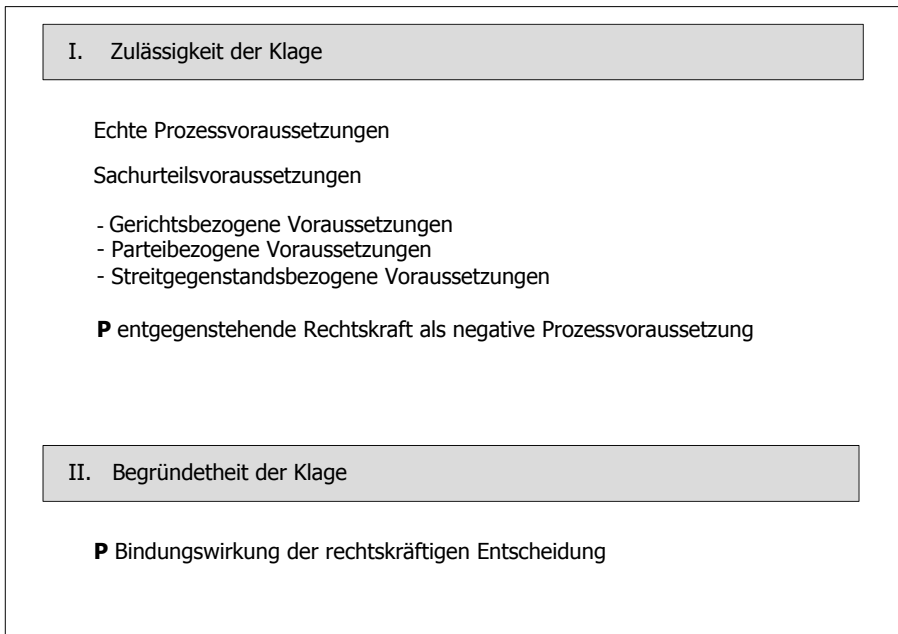 I. Zulässigkeit der Klage
Echte Prozessvoraussetzungen
Sachurteilsvoraussetzungen
- Gerichtsbezogene Voraussetzungen
- Parteibezogene Voraussetzungen
- Streitgegenstandsbezogene Voraussetzungen
P entgegenstehende Rechtskraft als negative Prozessvoraussetzung
II. Begründetheit der Klage
P Bindungswirkung der rechtskräftigen Entscheidung